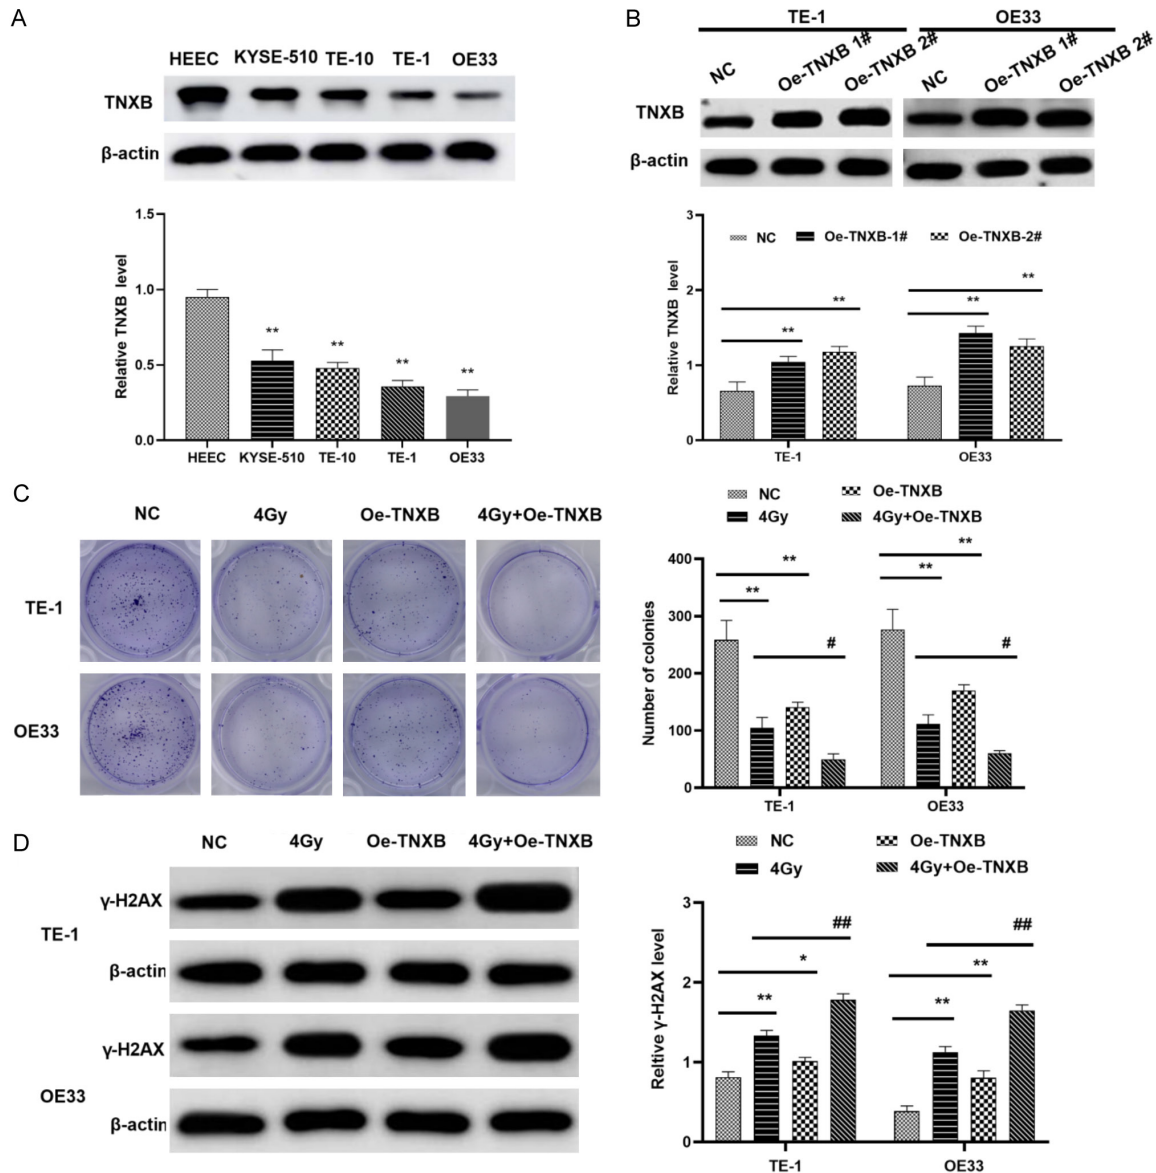 A
HEEC KYSE-510 TE-10 TE-1 OE33
TNXB
β-actin
1.5
1.0
0.5
0.0
Relative TNXB level
**
**
**
**
HEEC KYSE-510 TE-10 TE-1 OE33
B
TE-1 OE33
NC Oe-TNXB 1# Oe-TNXB 2# NC Oe-TNXB 1# Oe-TNXB 2#
TNXB
β-actin
3
2
1
0
Relative TNXB level
NC Oe-TNXB-1# Oe-TNXB-2#
**
**
**
**
TE-1 OE33
C
NC 4Gy Oe-TNXB 4Gy+Oe-TNXB
TE-1
OE33
NC Oe-TNXB
4Gy 4Gy+Oe-TNXB
400
300
200
100
0
Number of colonies
**
**
#
**
**
#
TE-1 OE33
D
NC 4Gy Oe-TNXB 4Gy+Oe-TNXB
γ-H2AX
TE-1
β-actin
γ-H2AX
OE33
β-actin
NC Oe-TNXB
4Gy 4Gy+Oe-TNXB
3
2
1
0
Reltive γ-H2AX level
##
*
**
##
**
**
TE-1 OE33